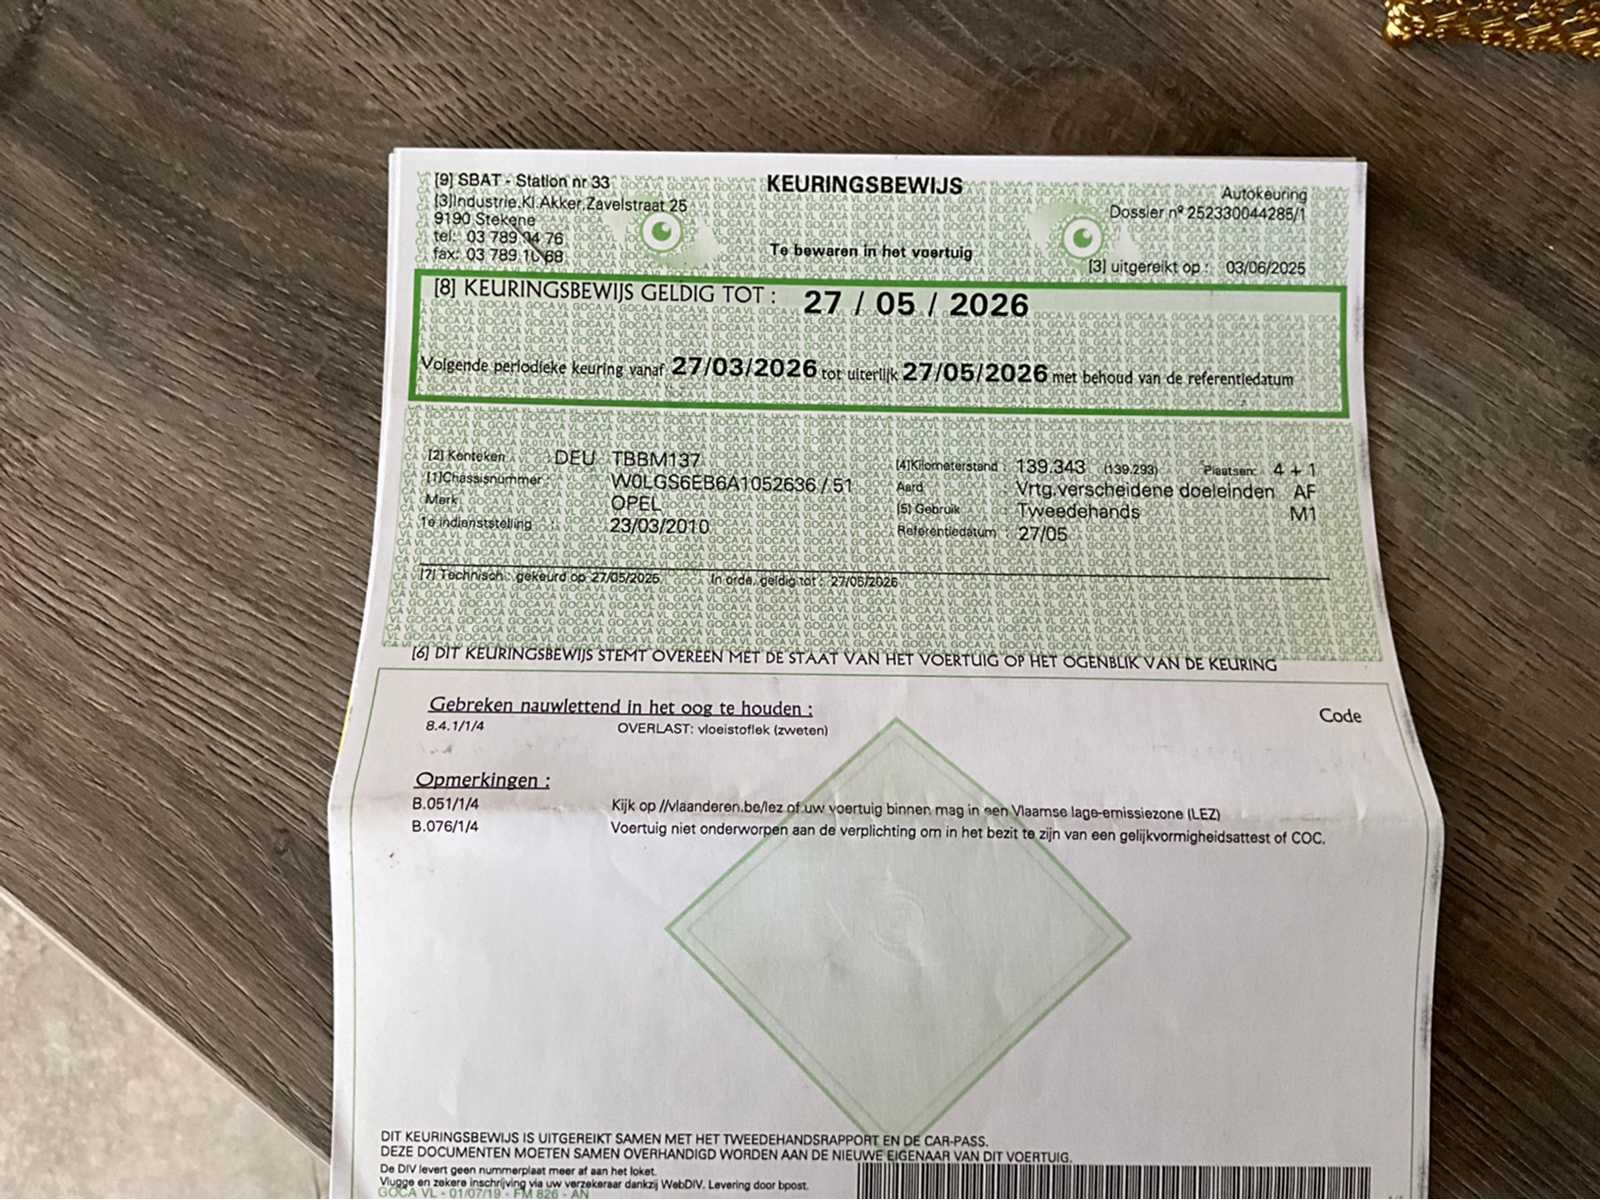 [9] SBAT - Station nr 33
KEURINGSBEWIJS
Autokeuring
[3]Industrie.Kl.Akker,Zavelstraat 25
Dossier nº 252330044285/1
9190 Stekene
tel: 03 789 04 76
Te bewaren in het voertuig
fax: 03 789.10 68
[3] uitgereikt op : 03/06/2025
[8] KEURINGSBEWIJS GELDIG TOT : 27 / 05 / 2026
Volgende periodieke keuring vanaf 27/03/2026 tot uiterlijk 27/05/2026 met behoud van de referentiedatum
[2] Kenteken : DEU TBBM137
[4]Kilometerstand : 139.343 (139.293) Plaatsen: 4 + 1
[1]Chassisnummer : W0LGS6EB6A1052636 / 51
Aard : Vrtg.verscheidene doeleinden AF
Merk : OPEL
[5] Gebruik : Tweedehands M1
1e indienststelling : 23/03/2010
Referentiedatum : 27/05
[7] Technisch : gekeurd op 27/05/2025. In orde, geldig tot : 27/05/2026
[6] DIT KEURINGSBEWIJS STEMT OVEREEN MET DE STAAT VAN HET VOERTUIG OP HET OGENBLIK VAN DE KEURING
Gebreken nauwlettend in het oog te houden :
Code
8.4.1/1/4 OVERLAST: vloeistoflek (zweten)
Opmerkingen :
B.051/1/4 Kijk op //vlaanderen.be/lez of uw voertuig binnen mag in een Vlaamse lage-emissiezone (LEZ)
B.076/1/4 Voertuig niet onderworpen aan de verplichting om in het bezit te zijn van een gelijkvormigheidsattest of COC.
DIT KEURINGSBEWIJS IS UITGEREIKT SAMEN MET HET TWEEDEHANDSRAPPORT EN DE CAR-PASS.
DEZE DOCUMENTEN MOETEN SAMEN OVERHANDIGD WORDEN AAN DE NIEUWE EIGENAAR VAN DIT VOERTUIG.
De DIV levert geen nummerplaat meer af aan het loket.
Vlugge en zekere inschrijving via uw verzekeraar dankzij WebDIV. Levering door bpost.
GOCA VL - 01/07/19 - FM 826 - AN